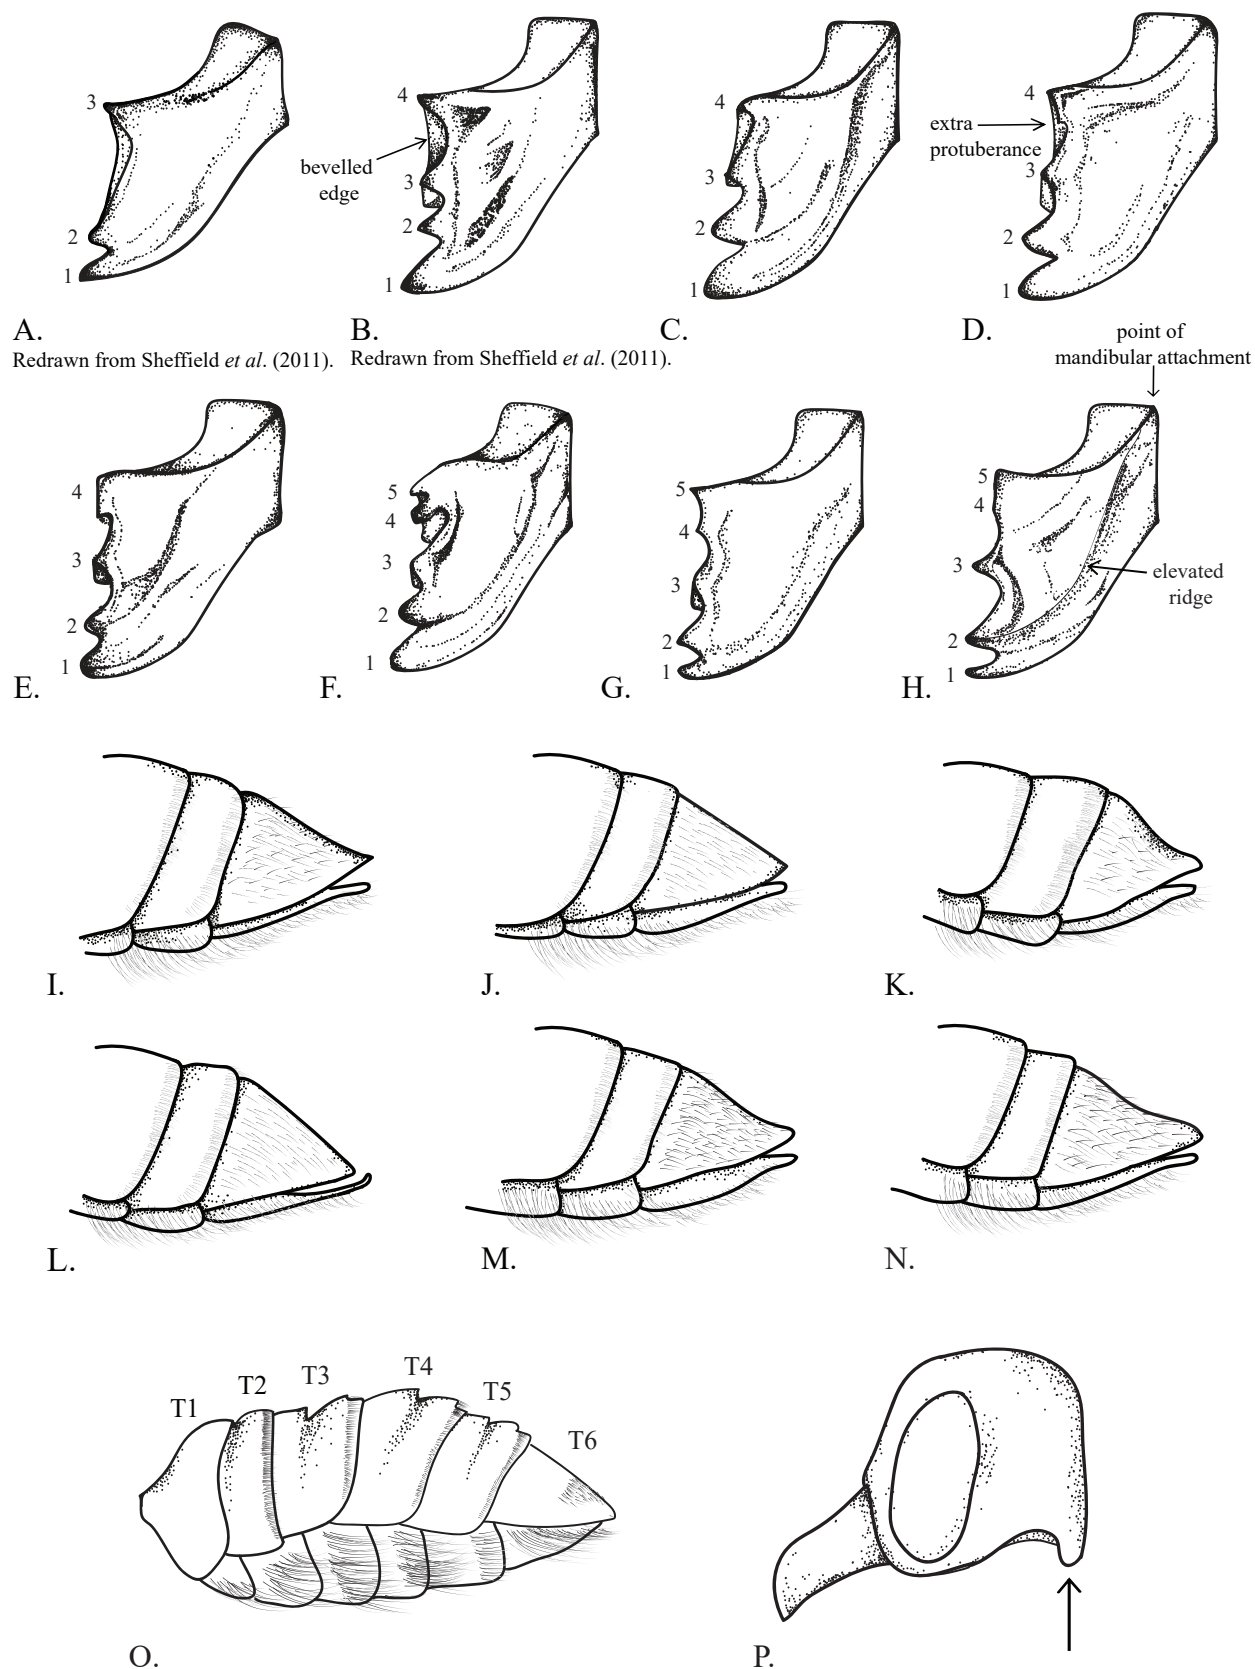 3
2
1
A.
Redrawn from Sheffield et al. (2011).
4
bevelled
edge
3
2
1
B.
Redrawn from Sheffield et al. (2011).
4
3
2
1
C.
4
extra
protuberance
3
2
1
D.
4
3
2
1
E.
5
4
3
2
1
F.
5
4
3
2
1
G.
point of
mandibular attachment
5
4
3
elevated
ridge
2
1
H.
I.
J.
K.
L.
M.
N.
T1
T2
T3
T4
T5
T6
O.
P.